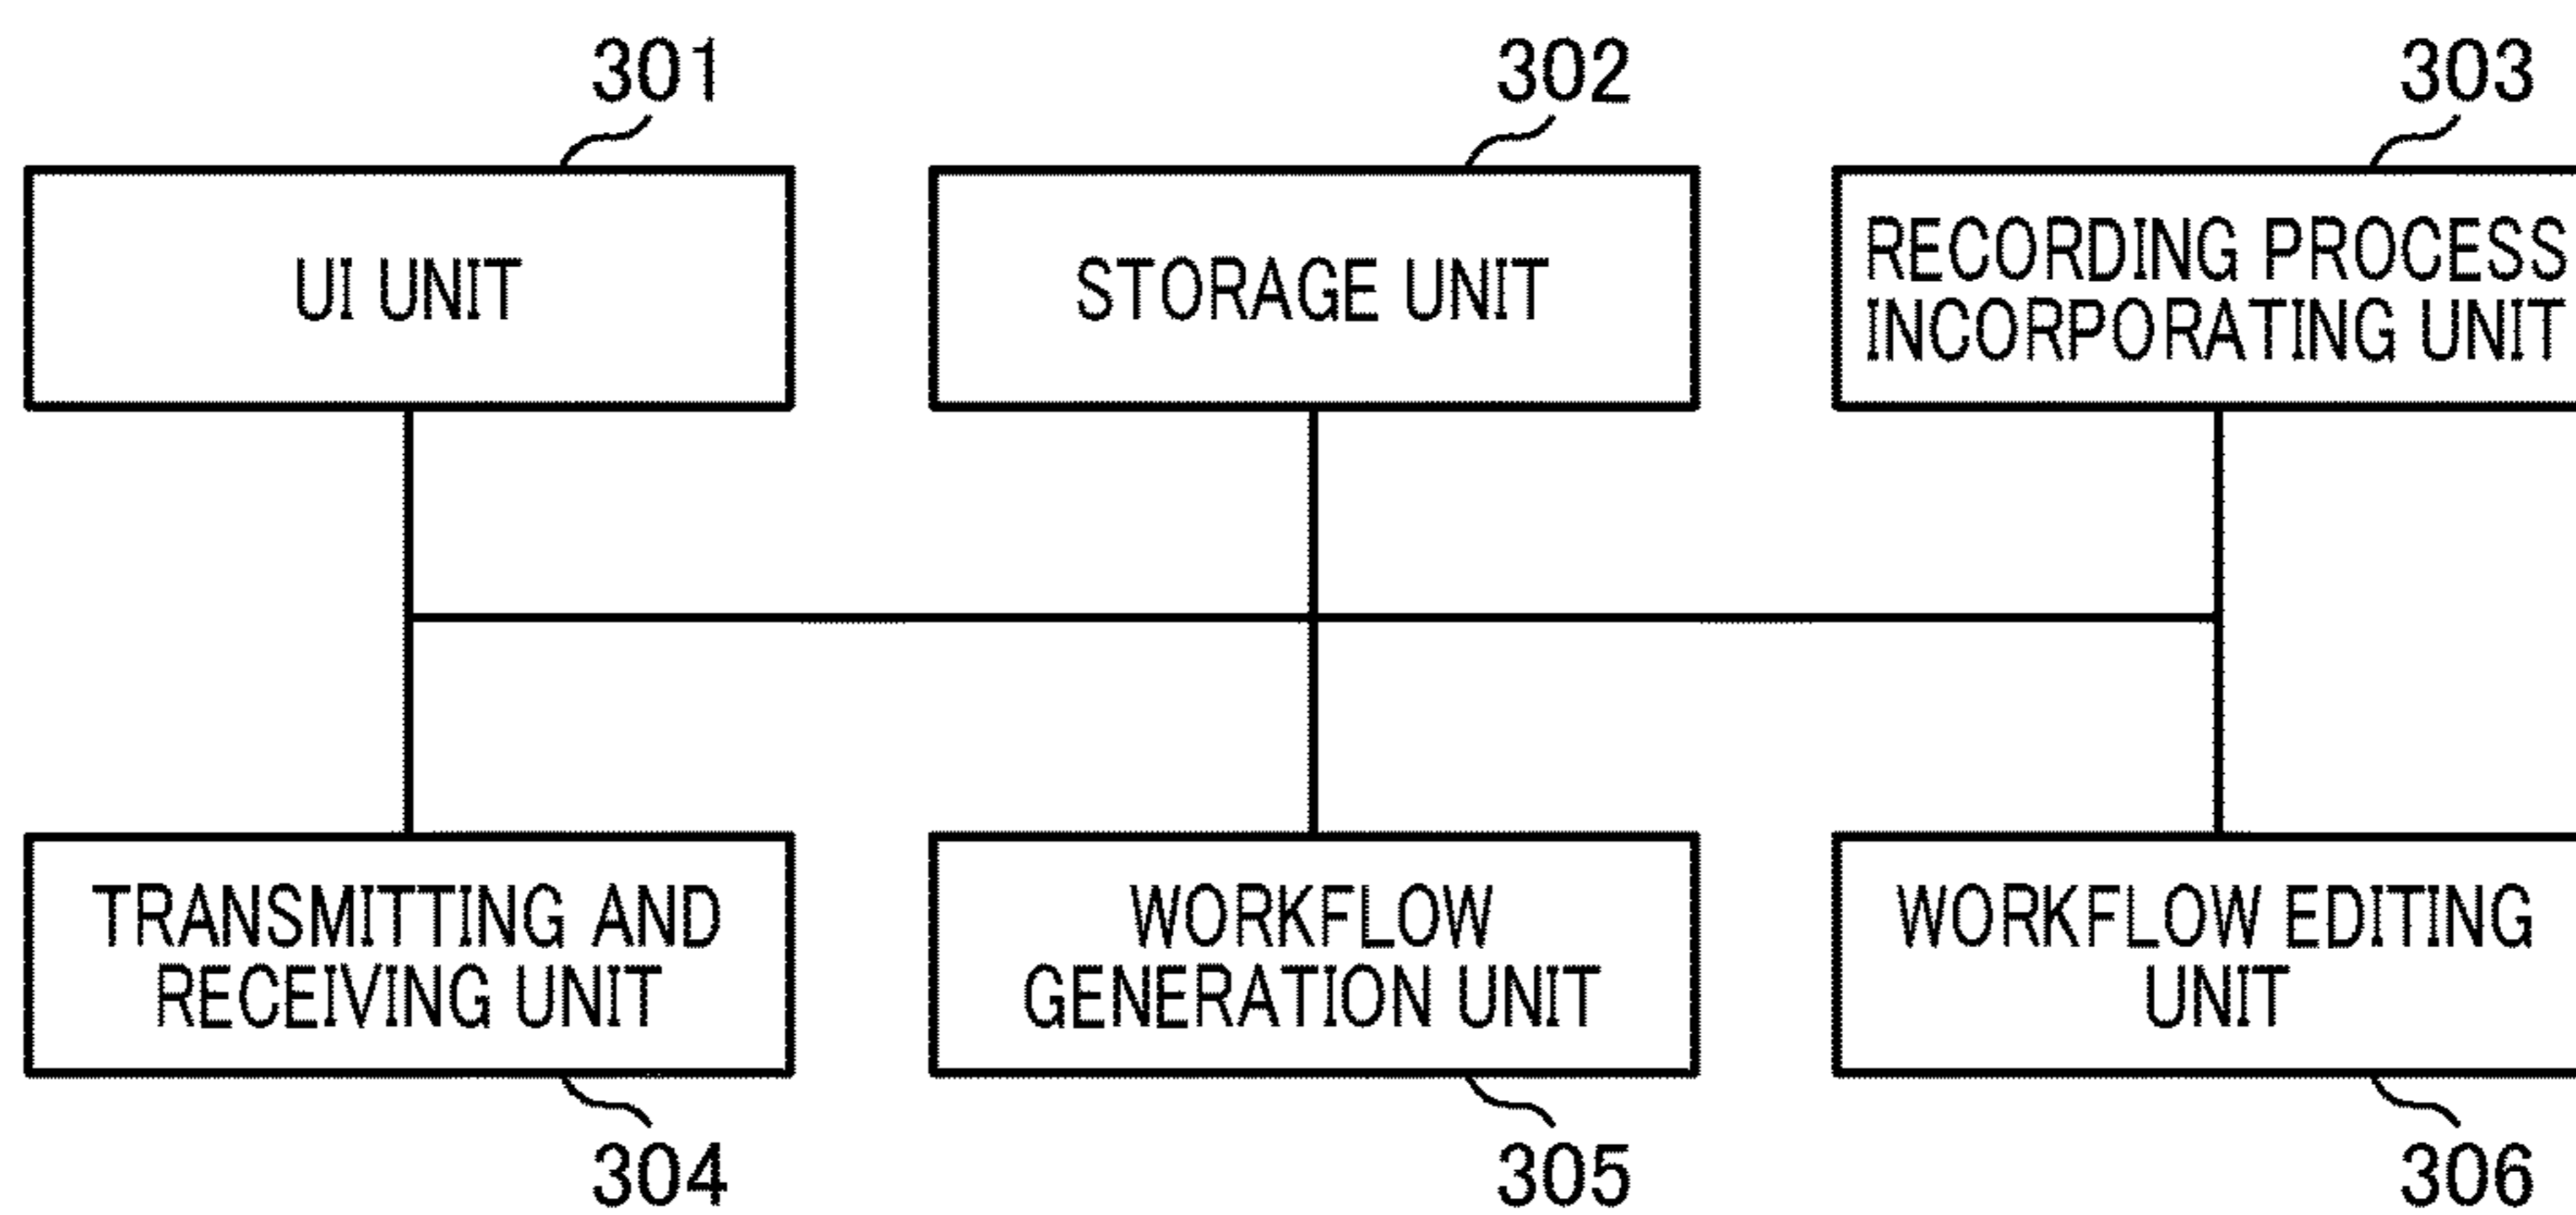 301
302
303
UI UNIT
STORAGE UNIT
RECORDING PROCESS
INCORPORATING UNIT
TRANSMITTING AND
RECEIVING UNIT
WORKFLOW
GENERATION UNIT
WORKFLOW EDITING
UNIT
304
305
306